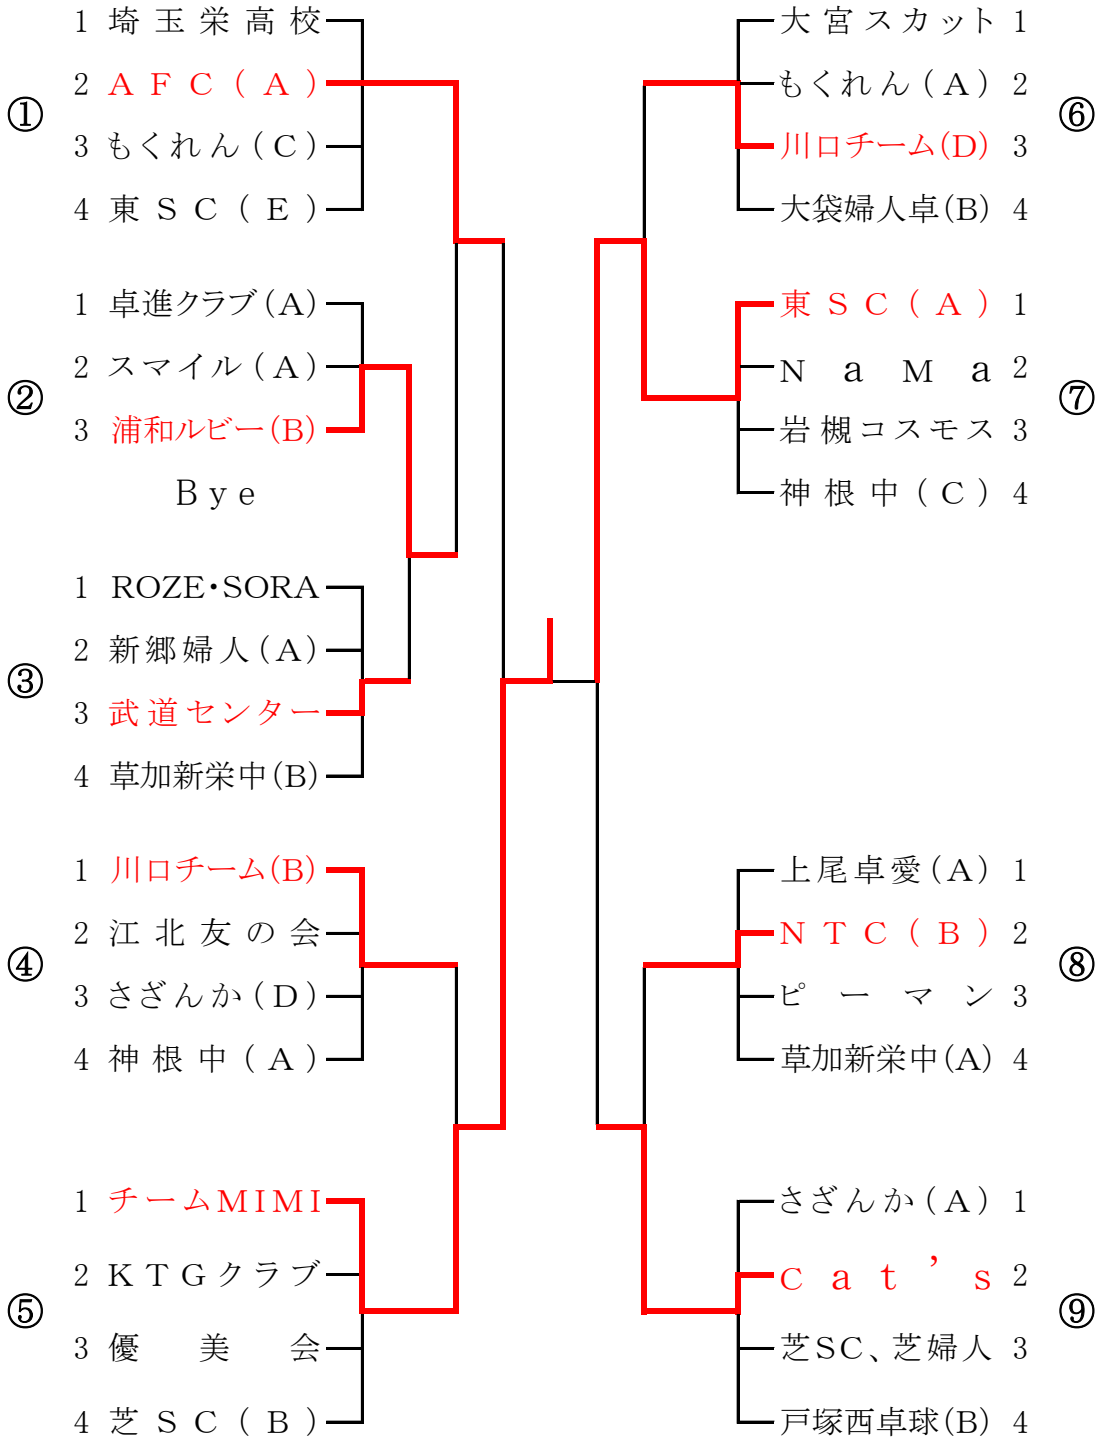 ①
1 埼玉栄高校
2 AFC(A)
3 もくれん(C)
4 東SC(E)
②
1 卓進クラブ(A)
2 スマイル(A)
3 浦和ルビー(B)
Bye
③
1 ROZE・SORA
2 新郷婦人(A)
3 武道センター
4 草加新栄中(B)
④
1 川口チーム(B)
2 江北友の会
3 さざんか(D)
4 神根中(A)
⑤
1 チームMIMI
2 KTGクラブ
3 優美会
4 芝SC(B)
⑥
大宮スカット 1
もくれん(A) 2
川口チーム(D) 3
大袋婦人卓(B) 4
⑦
東SC(A) 1
NaMa 2
岩槻コスモス 3
神根中(C) 4
⑧
上尾卓愛(A) 1
NTC(B) 2
ピーマン 3
草加新栄中(A) 4
⑨
さざんか(A) 1
Cat’s 2
芝SC、芝婦人 3
戸塚西卓球(B) 4